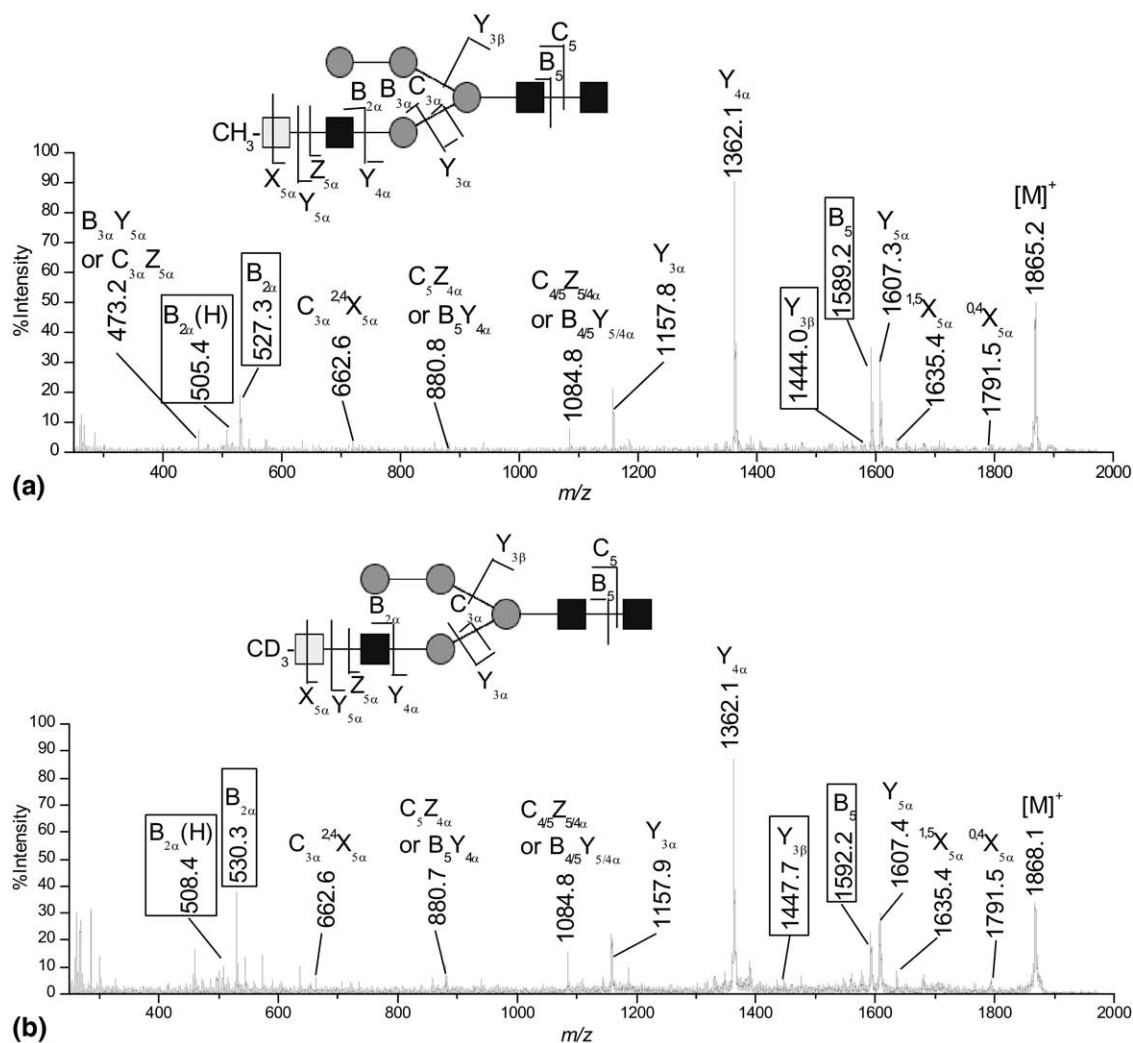 Y3β
C5
B5
B2α B3α C3α
CH3-
X5α Z5α Y4α Y3α
Y5α
100
90
80
70
60
50
40
30
20
10
0
%Intensity
B3αY5α
or C3αZ5α
473.2
B2α(H)
505.4
B2α
527.3
C3α 2,4X5α
662.6
C5Z4α
or B5Y4α
880.8
C4/5Z5/4α
or B4/5Y5/4α
1084.8
Y3α
1157.8
Y4α
1362.1
Y3β
1444.0
B5
1589.2
Y5α
1607.3
1,5X5α
1635.4
0,4X5α
1791.5
[M]+
1865.2
400 600 800 1000 1200 1400 1600 1800 2000
m/z
(a)
Y3β
C5
B5
B2α C3α
CD3-
X5α Z5α Y4α Y3α
Y5α
100
90
80
70
60
50
40
30
20
10
0
%Intensity
B2α(H)
508.4
B2α
530.3
C3α 2,4X5α
662.6
C5Z4α
or B5Y4α
880.7
C4/5Z5/4α
or B4/5Y5/4α
1084.8
Y3α
1157.9
Y4α
1362.1
Y3β
1447.7
B5
1592.2
Y5α
1607.4
1,5X5α
1635.4
0,4X5α
1791.5
[M]+
1868.1
400 600 800 1000 1200 1400 1600 1800 2000
m/z
(b)